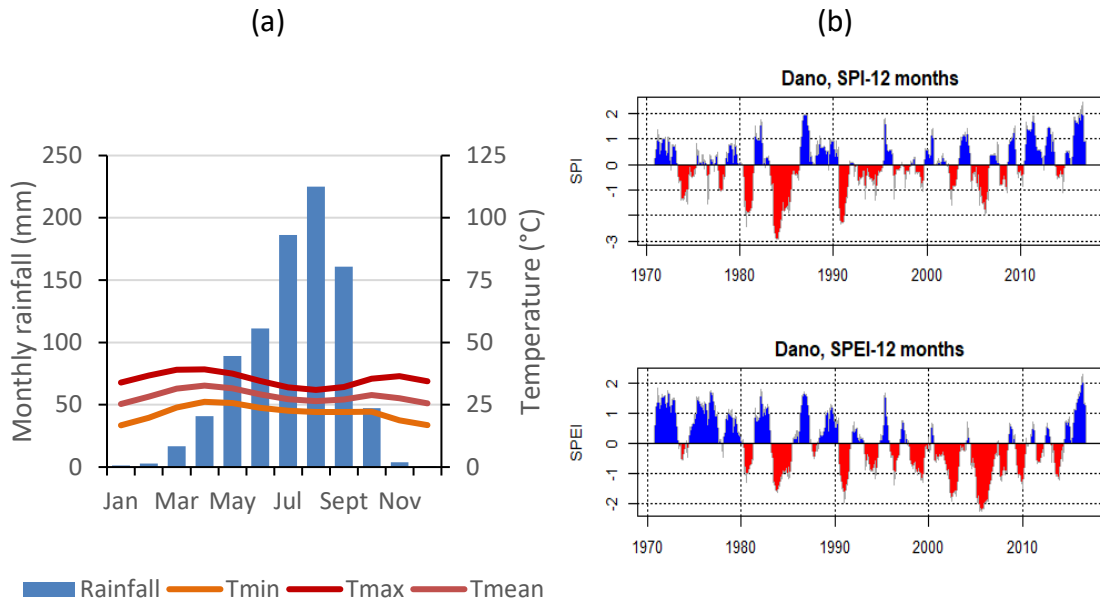 (a)
Monthly rainfall (mm)
250
200
150
100
50
0
125
100
75
50
25
0
Temperature (°C)
Jan Mar May Jul Sept Nov
Rainfall Tmin Tmax Tmean
(b)
Dano, SPI-12 months
SPI
2
1
0
-1
-3
1970 1980 1990 2000 2010
Dano, SPEI-12 months
SPEI
2
1
0
-1
-2
1970 1980 1990 2000 2010